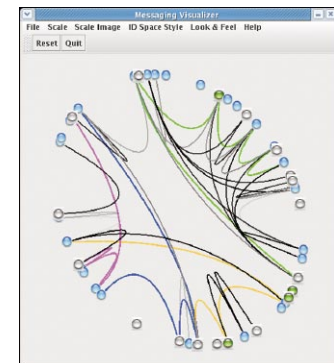 Messaging Visualizer
File Scale Scale Image ID Space Style Look & Feel Help
Reset Quit